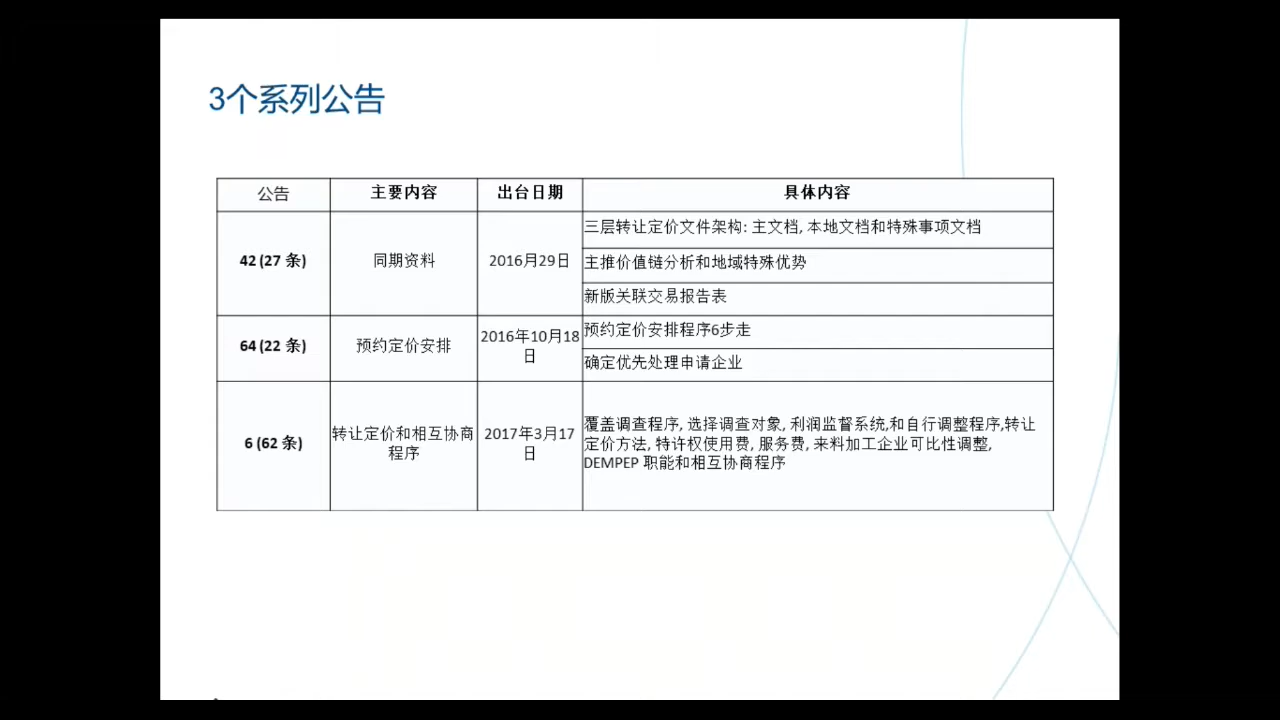 3个系列公告
公告 主要内容 出台日期 具体内容
42 (27 条) 同期资料 2016月29日
三层转让定价文件架构: 主文档, 本地文档和特殊事项文档
主推价值链分析和地域特殊优势
新版关联交易报告表
64 (22 条) 预约定价安排
2016年10月18
日
预约定价安排程序6步走
确定优先处理申请企业
6 (62 条)
转让定价和相互协商
程序
2017年3月17
日
覆盖调查程序, 选择调查对象, 利润监督系统,和自行调整程序,转让
定价方法, 特许权使用费, 服务费, 来料加工企业可比性调整,
DEMPEP 职能和相互协商程序